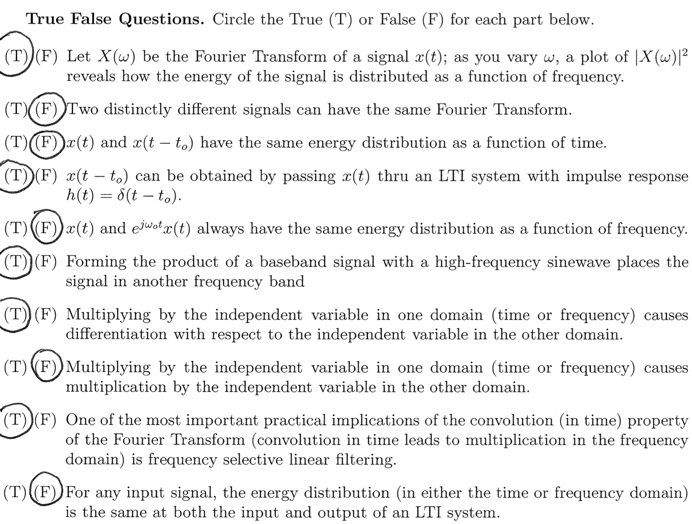 True False Questions. Circle the True (T) or False (F) for each part below.
(T) (F) Let X(ω) be the Fourier Transform of a signal x(t); as you vary ω, a plot of |X(ω)|²
reveals how the energy of the signal is distributed as a function of frequency.
(T) (F) Two distinctly different signals can have the same Fourier Transform.
(T) (F) x(t) and x(t − tₒ) have the same energy distribution as a function of time.
(T) (F) x(t − tₒ) can be obtained by passing x(t) thru an LTI system with impulse response
h(t) = δ(t − tₒ).
(T) (F) x(t) and e^{jωₒt}x(t) always have the same energy distribution as a function of frequency.
(T) (F) Forming the product of a baseband signal with a high-frequency sinewave places the
signal in another frequency band
(T) (F) Multiplying by the independent variable in one domain (time or frequency) causes
differentiation with respect to the independent variable in the other domain.
(T) (F) Multiplying by the independent variable in one domain (time or frequency) causes
multiplication by the independent variable in the other domain.
(T) (F) One of the most important practical implications of the convolution (in time) property
of the Fourier Transform (convolution in time leads to multiplication in the frequency
domain) is frequency selective linear filtering.
(T) (F) For any input signal, the energy distribution (in either the time or frequency domain)
is the same at both the input and output of an LTI system.